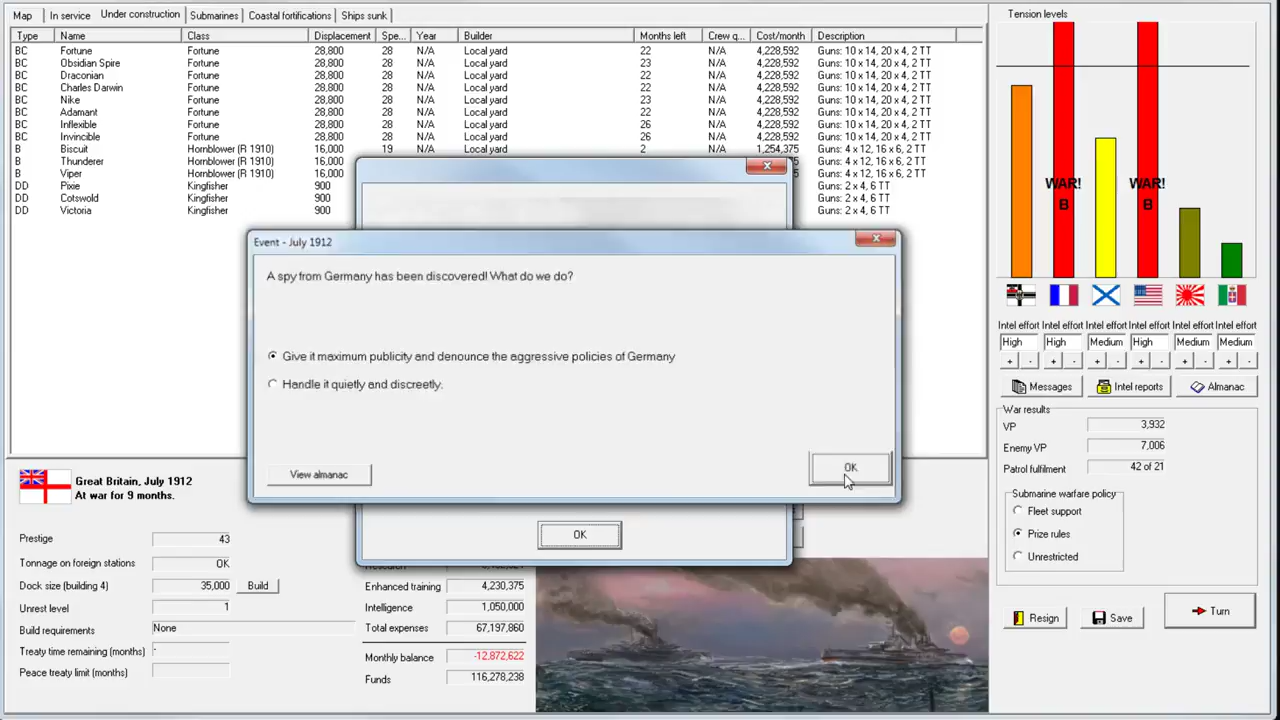 Map In service Under construction Submarines Coastal fortifications Ships sunk
Type Name Class Displacement Spe... Year Builder Months left Crew q... Cost/month Description
BC Fortune Fortune 28,800 28 N/A Local yard 22 N/A 4,228,592 Guns: 10 x 14, 20 x 4, 2 TT
BC Obsidian Spire Fortune 28,800 28 N/A Local yard 23 N/A 4,228,592 Guns: 10 x 14, 20 x 4, 2 TT
BC Draconian Fortune 28,800 28 N/A Local yard 22 N/A 4,228,592 Guns: 10 x 14, 20 x 4, 2 TT
BC Charles Darwin Fortune 28,800 28 N/A Local yard 22 N/A 4,228,592 Guns: 10 x 14, 20 x 4, 2 TT
BC Nike Fortune 28,800 28 N/A Local yard 23 N/A 4,228,592 Guns: 10 x 14, 20 x 4, 2 TT
BC Adamant Fortune 28,800 28 N/A Local yard 22 N/A 4,228,592 Guns: 10 x 14, 20 x 4, 2 TT
BC Inflexible Fortune 28,800 28 N/A Local yard 26 N/A 4,228,592 Guns: 10 x 14, 20 x 4, 2 TT
BC Invincible Fortune 28,800 28 N/A Local yard 26 N/A 4,228,592 Guns: 10 x 14, 20 x 4, 2 TT
B Biscuit Hornblower (R 1910) 16,000 19 N/A Local yard 2 N/A 1,254,375 Guns: 4 x 12, 16 x 6, 2 TT
B Thunderer Hornblower (R 1910) 16,000 Guns: 4 x 12, 16 x 6, 2 TT
B Viper Hornblower (R 1910) 16,000 Guns: 4 x 12, 16 x 6, 2 TT
DD Pixie Kingfisher 900 Guns: 2 x 4, 6 TT
DD Cotswold Kingfisher 900 Guns: 2 x 4, 6 TT
DD Victoria Kingfisher 900 Guns: 2 x 4, 6 TT
Event - July 1912
A spy from Germany has been discovered! What do we do?
Give it maximum publicity and denounce the aggressive policies of Germany
Handle it quietly and discreetly.
View almanac
OK
OK
Great Britain, July 1912
At war for 9 months.
Prestige 43
Tonnage on foreign stations OK
Dock size (building 4) 35,000 Build
Unrest level 1
Build requirements None
Treaty time remaining (months) -
Peace treaty limit (months)
Enhanced training 4,230,375
Intelligence 1,050,000
Total expenses 67,197,860
Monthly balance -12,872,622
Funds 116,278,238
Tension levels
WAR! WAR!
B B
Intel effort Intel effort Intel effort Intel effort Intel effort Intel effort
High High Medium High Medium Medium
+ - + - + - + - + - + -
Messages Intel reports Almanac
War results
VP 3,932
Enemy VP 7,006
Patrol fulfilment 42 of 21
Submarine warfare policy
Fleet support
Prize rules
Unrestricted
Resign Save Turn